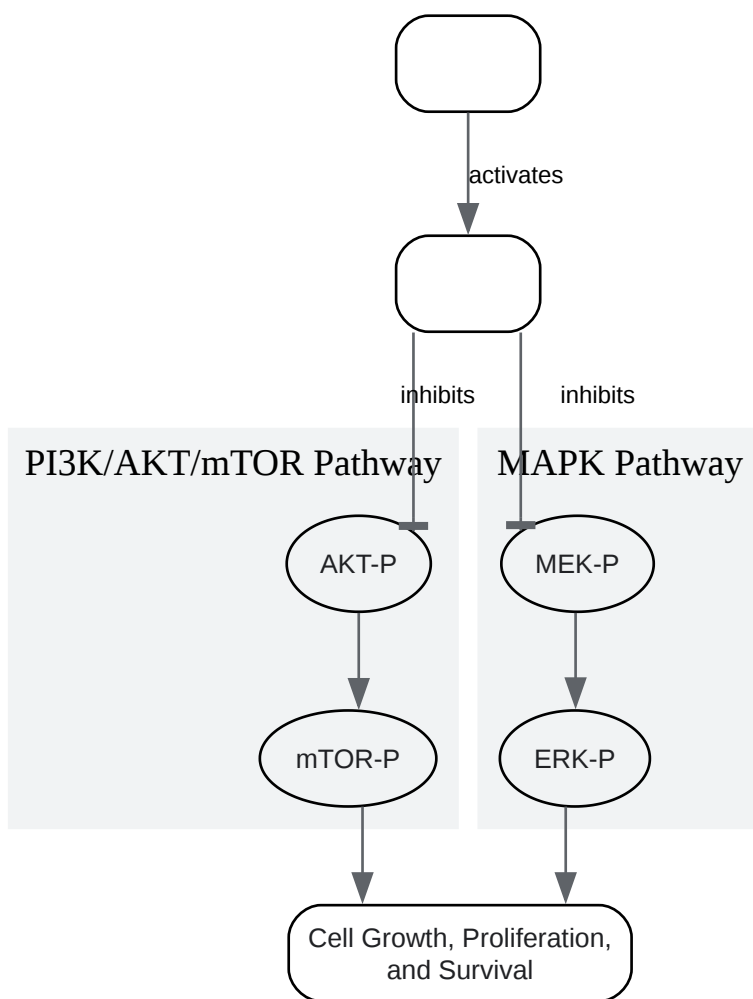 activates
inhibits
inhibits
PI3K/AKT/mTOR Pathway
MAPK Pathway
AKT-P
MEK-P
mTOR-P
ERK-P
Cell Growth, Proliferation,
and Survival